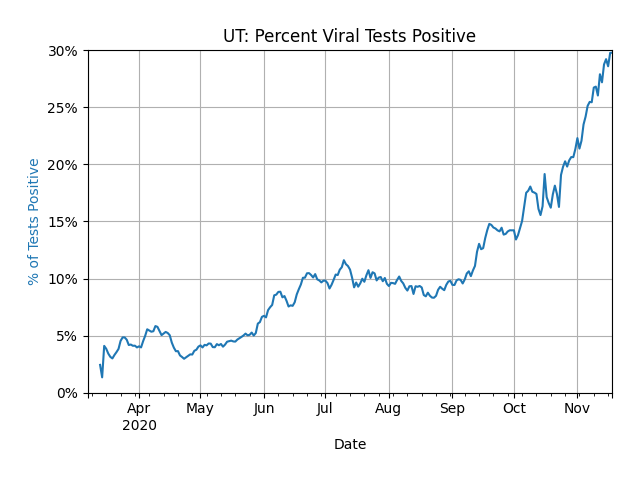 UT: Percent Viral Tests Positive
30%
25%
20%
15%
10%
5%
0%
% of Tests Positive
Apr May Jun Jul Aug Sep Oct Nov
2020
Date